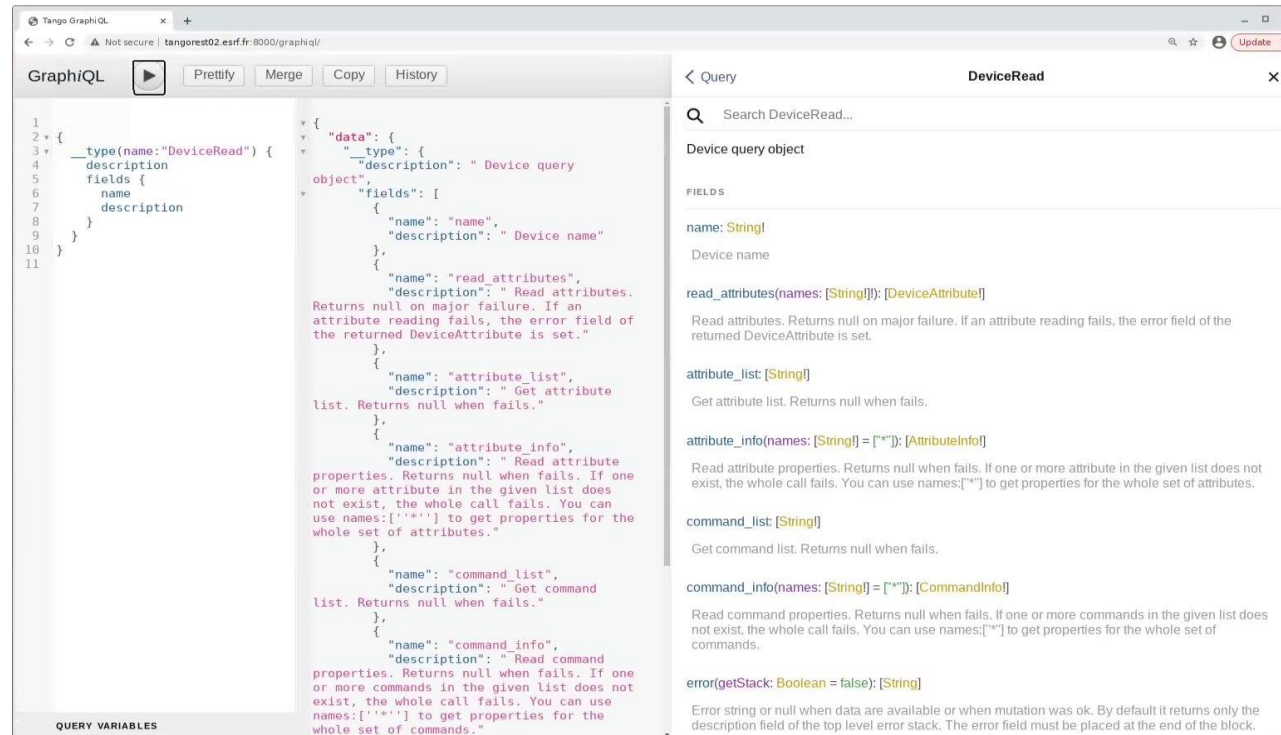 Tango GraphiQL
Not secure | tangorest02.esrf.fr:8000/graphiql/
Update
GraphiQL
Prettify
Merge
Copy
History
1
2 {
3 __type(name:"DeviceRead") {
4 description
5 fields {
6 name
7 description
8 }
9 }
10 }
11
QUERY VARIABLES
{
"data": {
"__type": {
"description": " Device query
object",
"fields": [
{
"name": "name",
"description": " Device name"
},
{
"name": "read_attributes",
"description": " Read attributes.
Returns null on major failure. If an
attribute reading fails, the error field of
the returned DeviceAttribute is set."
},
{
"name": "attribute_list",
"description": " Get attribute
list. Returns null when fails."
},
{
"name": "attribute_info",
"description": " Read attribute
properties. Returns null when fails. If one
or more attribute in the given list does
not exist, the whole call fails. You can
use names:[''*''] to get properties for the
whole set of attributes."
},
{
"name": "command_list",
"description": " Get command
list. Returns null when fails."
},
{
"name": "command_info",
"description": " Read command
properties. Returns null when fails. If one
or more commands in the given list does not
exist, the whole call fails. You can use
names:[''*''] to get properties for the
whole set of commands."
Query
DeviceRead
Search DeviceRead...
Device query object
FIELDS
name: String!
Device name
read_attributes(names: [String!]!): [DeviceAttribute!]
Read attributes. Returns null on major failure. If an attribute reading fails, the error field of the
returned DeviceAttribute is set.
attribute_list: [String!]
Get attribute list. Returns null when fails.
attribute_info(names: [String!] = ["*"]): [AttributeInfo!]
Read attribute properties. Returns null when fails. If one or more attribute in the given list does not
exist, the whole call fails. You can use names:["*"] to get properties for the whole set of attributes.
command_list: [String!]
Get command list. Returns null when fails.
command_info(names: [String!] = ["*"]): [CommandInfo!]
Read command properties. Returns null when fails. If one or more commands in the given list does
not exist, the whole call fails. You can use names:["*"] to get properties for the whole set of
commands.
error(getStack: Boolean = false): [String]
Error string or null when data are available or when mutation was ok. By default it returns only the
description field of the top level error stack. The error field must be placed at the end of the block.